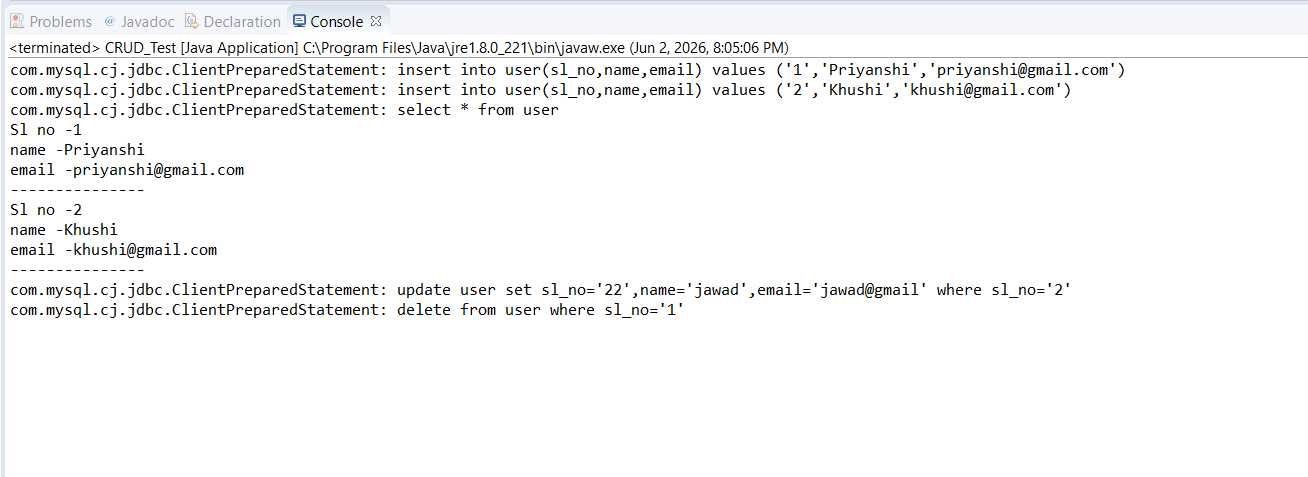 Problems @ Javadoc Declaration Console
<terminated> CRUD_Test [Java Application] C:\Program Files\Java\jre1.8.0_221\bin\javaw.exe (Jun 2, 2026, 8:05:06 PM)
com.mysql.cj.jdbc.ClientPreparedStatement: insert into user(sl_no,name,email) values ('1','Priyanshi','priyanshi@gmail.com')
com.mysql.cj.jdbc.ClientPreparedStatement: insert into user(sl_no,name,email) values ('2','Khushi','khushi@gmail.com')
com.mysql.cj.jdbc.ClientPreparedStatement: select * from user
Sl no -1
name -Priyanshi
email -priyanshi@gmail.com
---------------
Sl no -2
name -Khushi
email -khushi@gmail.com
---------------
com.mysql.cj.jdbc.ClientPreparedStatement: update user set sl_no='22',name='jawad',email='jawad@gmail' where sl_no='2'
com.mysql.cj.jdbc.ClientPreparedStatement: delete from user where sl_no='1'